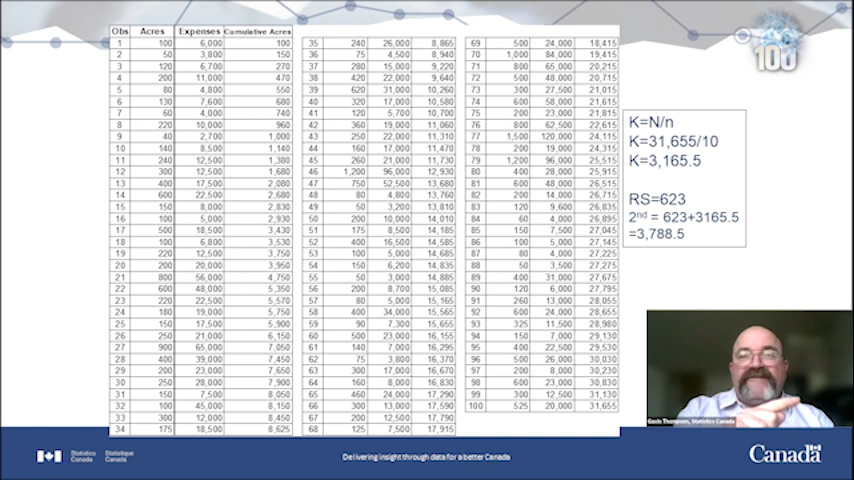 100
Obs Acres Expenses Cumulative Acres
1 100 6,000 100
2 50 3,800 150
3 120 6,700 270
4 200 11,000 470
5 80 4,800 550
6 130 7,600 680
7 60 4,000 740
8 220 10,000 960
9 40 2,700 1,000
10 140 8,500 1,140
11 240 12,500 1,380
12 300 12,500 1,680
13 400 17,500 2,080
14 600 22,500 2,680
15 150 8,000 2,830
16 100 5,000 2,930
17 500 18,500 3,430
18 100 6,800 3,530
19 220 12,500 3,750
20 200 20,000 3,950
21 800 56,000 4,750
22 600 48,000 5,350
23 220 22,500 5,570
24 180 19,000 5,750
25 150 17,500 5,900
26 250 21,000 6,150
27 900 65,000 7,050
28 400 39,000 7,450
29 200 23,000 7,650
30 250 28,000 7,900
31 150 7,500 8,050
32 100 45,000 8,150
33 300 12,000 8,450
34 175 18,500 8,625
35 240 26,000 8,865
36 75 4,500 8,940
37 280 15,000 9,220
38 420 22,000 9,640
39 620 31,000 10,260
40 320 17,000 10,580
41 120 5,700 10,700
42 360 19,000 11,060
43 250 22,000 11,310
44 160 17,000 11,470
45 260 21,000 11,730
46 1,200 96,000 12,930
47 750 52,500 13,680
48 80 4,800 13,760
49 50 3,200 13,810
50 200 10,000 14,010
51 175 8,500 14,185
52 400 16,500 14,585
53 100 5,000 14,685
54 150 6,200 14,835
55 50 3,000 14,885
56 200 8,700 15,085
57 80 5,000 15,165
58 400 34,000 15,565
59 90 7,300 15,655
60 500 23,000 16,155
61 140 7,000 16,295
62 75 3,800 16,370
63 300 17,000 16,670
64 160 8,000 16,830
65 460 24,000 17,290
66 300 13,000 17,590
67 200 12,500 17,790
68 125 7,500 17,915
69 500 24,000 18,415
70 1,000 84,000 19,415
71 800 65,000 20,215
72 500 48,000 20,715
73 300 27,500 21,015
74 600 58,000 21,615
75 200 11,500 21,815
76 800 62,500 22,615
77 1,500 120,000 24,115
78 200 19,000 24,315
79 1,200 96,000 25,515
80 400 28,000 25,915
81 600 48,000 26,515
82 200 14,000 26,715
83 120 9,600 26,835
84 60 4,000 26,895
85 150 7,500 27,045
86 100 5,000 27,145
87 80 4,000 27,225
88 50 3,500 27,275
89 400 31,000 27,675
90 120 6,000 27,795
91 260 13,000 28,055
92 600 24,000 28,655
93 325 11,500 28,980
94 150 7,000 29,130
95 400 22,500 29,530
96 500 26,000 30,030
97 200 8,000 30,230
98 600 23,000 30,830
99 300 12,500 31,130
100 525 20,000 31,655
K=N/n
K=31,655/10
K=3,165.5
RS=623
2nd = 623+3165.5
=3,788.5
Gavin Thompson, Statistics Canada
Statistics Canada
Statistique Canada
Delivering insight through data for a better Canada
Canada